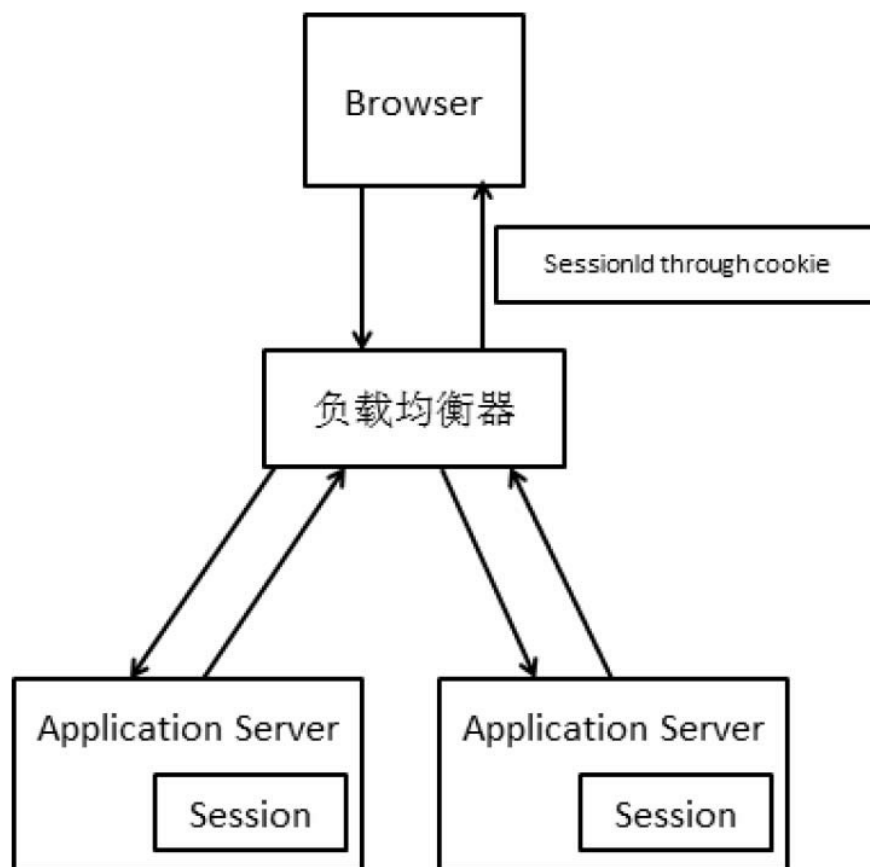 Browser
SessionId through cookie
负载均衡器
Application Server
Session
Application Server
Session